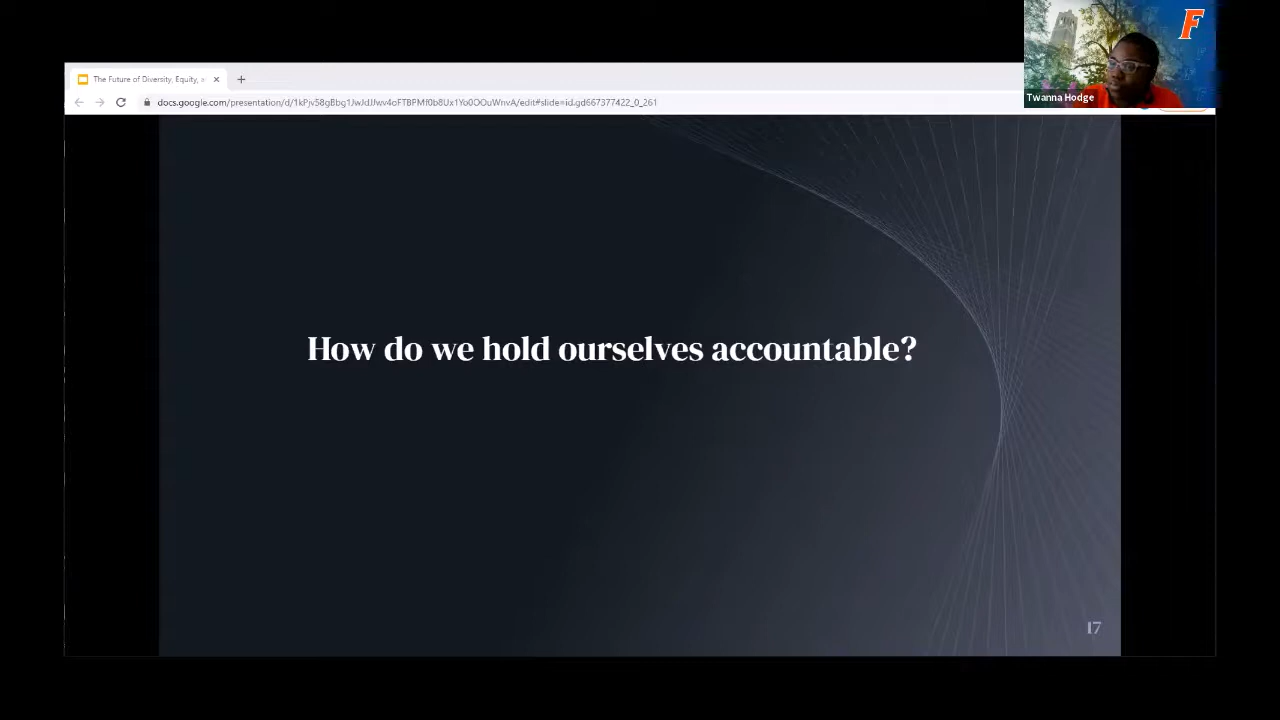 F
The Future of Diversity, Equity, a
Twanna Hodge
How do we hold ourselves accountable?
17